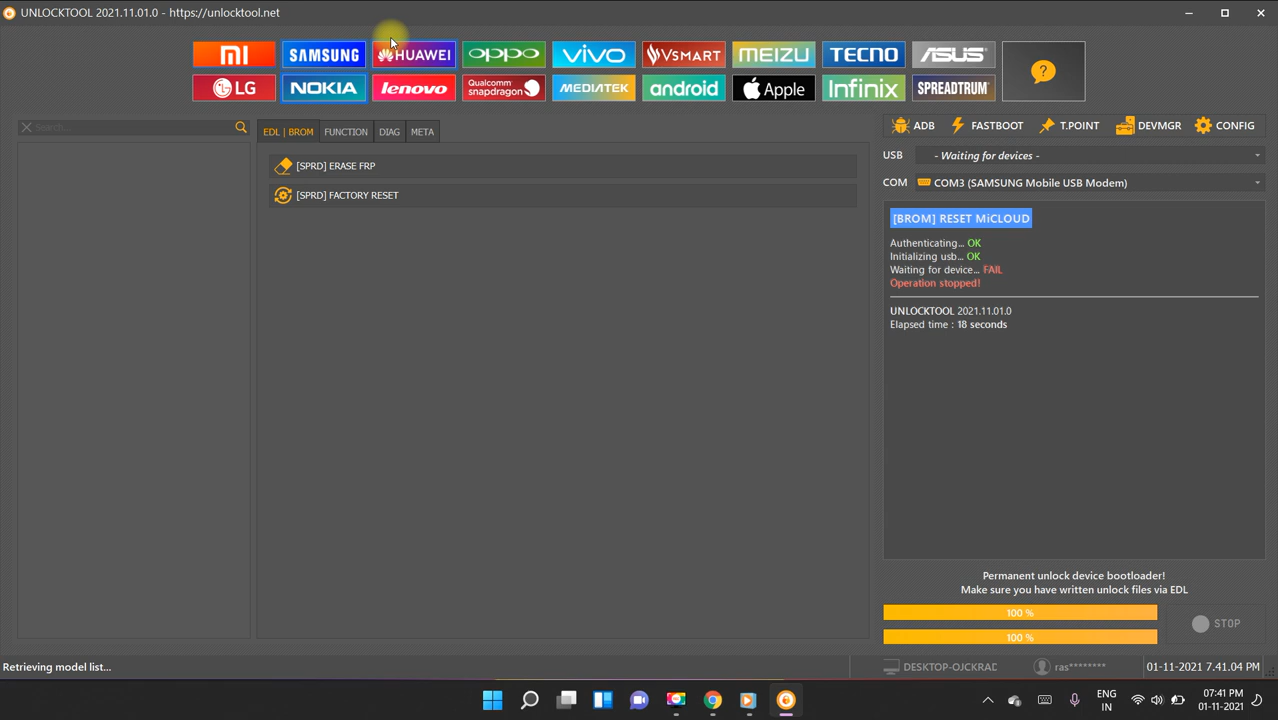 UNLOCKTOOL 2021.11.01.0 - https://unlocktool.net
mi SAMSUNG HUAWEI oppo vivo VSMART MEIZU TECNO ASUS ?
LG NOKIA lenovo Qualcomm snapdragon MEDIATEK android Apple Infinix SPREADTRUM
Search...
EDL | BROM FUNCTION DIAG META
[SPRD] ERASE FRP
[SPRD] FACTORY RESET
ADB FASTBOOT T.POINT DEVMGR CONFIG
USB - Waiting for devices -
COM COM3 (SAMSUNG Mobile USB Modem)
[BROM] RESET MiCLOUD
Authenticating... OK
Initializing usb... OK
Waiting for device... FAIL
Operation stopped!
UNLOCKTOOL 2021.11.01.0
Elapsed time : 18 seconds
Permanent unlock device bootloader!
Make sure you have written unlock files via EDL
100 %
100 %
STOP
Retrieving model list...
DESKTOP-OJCKRAD
ras********
01-11-2021 7.41.04 PM
ENG
IN
07:41 PM
01-11-2021